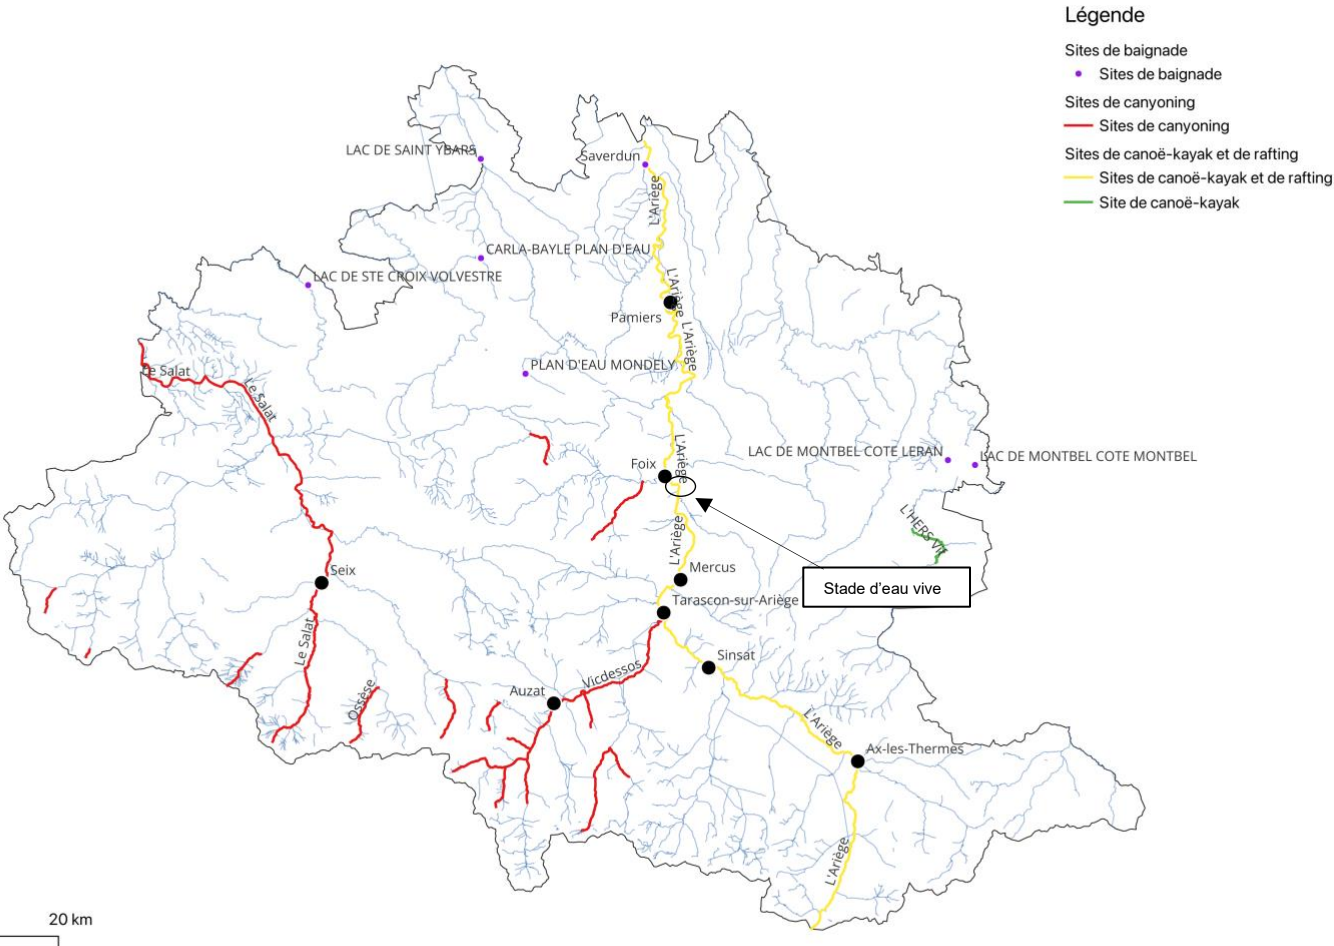 Légende
Sites de baignade
Sites de baignade
Sites de canyoning
Sites de canyoning
Sites de canoë-kayak et de rafting
Sites de canoë-kayak et de rafting
Site de canoë-kayak
LAC DE SAINT YBARS
Saverdun
L'Ariège
CARLA-BAYLE PLAN D'EAU
LAC DE STE CROIX VOLVESTRE
L'Ariège
Pamiers
L'Ariège
Le Salat
PLAN D'EAU MONDELY
Le Salat
L'Ariège
LAC DE MONTBEL COTE LERAN
LAC DE MONTBEL COTE MONTBEL
Foix
L'HERS VIF
L'Ariège
Mercus
Seix
Stade d'eau vive
Tarascon-sur-Ariège
Le Salat
Sinsat
Vicdessos
Auzat
Ossèse
L'Ariège
Ax-les-Thermes
L'Ariège
20 km